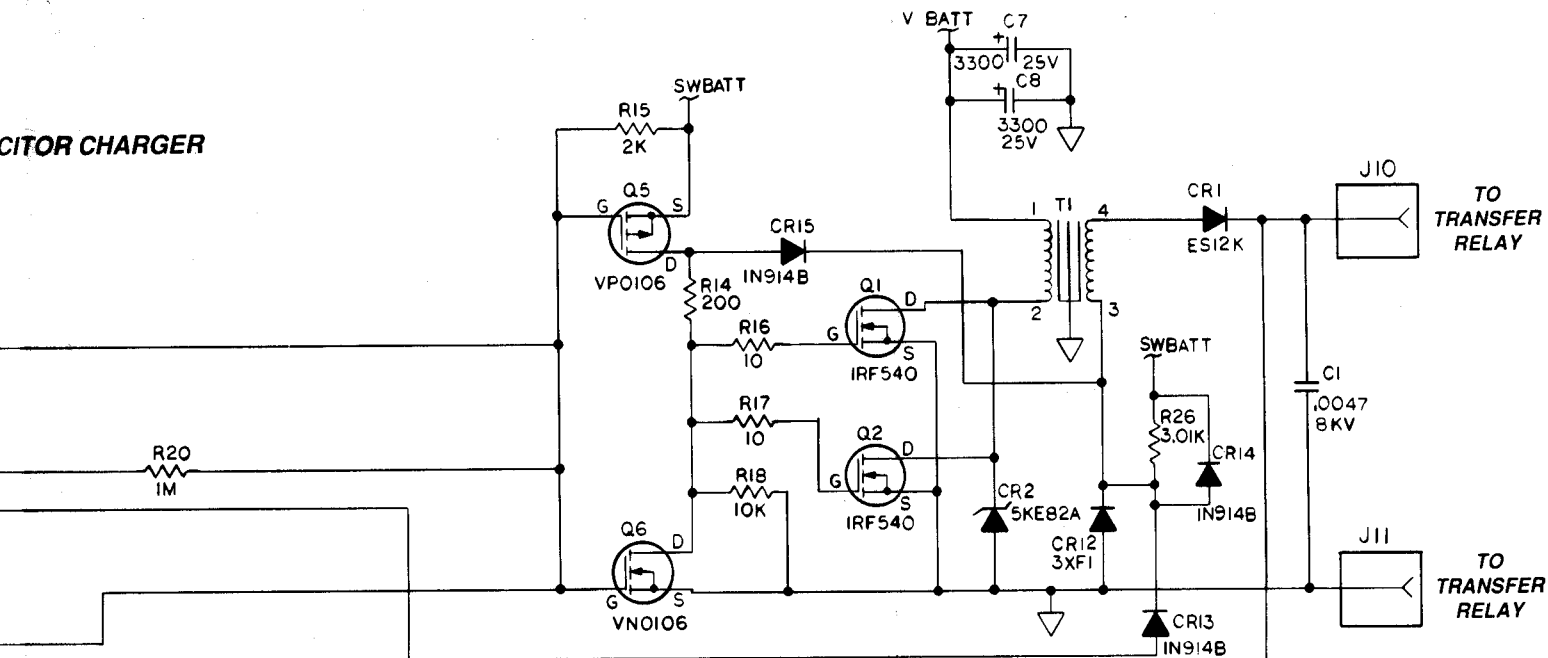 V BATT
C7
+
3300
25V
C8
+
3300
25V
SWBATT
R15
2K
CITOR CHARGER
Q5
G
S
D
VP0106
CR15
IN914B
R14
200
R16
10
Q1
G
D
S
IRF540
1
T1
4
2
3
CR1
ES12K
J10
TO
TRANSFER
RELAY
SWBATT
R26
3.01K
CR14
IN914B
C1
.0047
8KV
R17
10
Q2
G
D
S
IRF540
R20
1M
R18
10K
CR2
5KE82A
CR12
3XF1
Q6
D
G
S
VN0106
CR13
IN914B
J11
TO
TRANSFER
RELAY